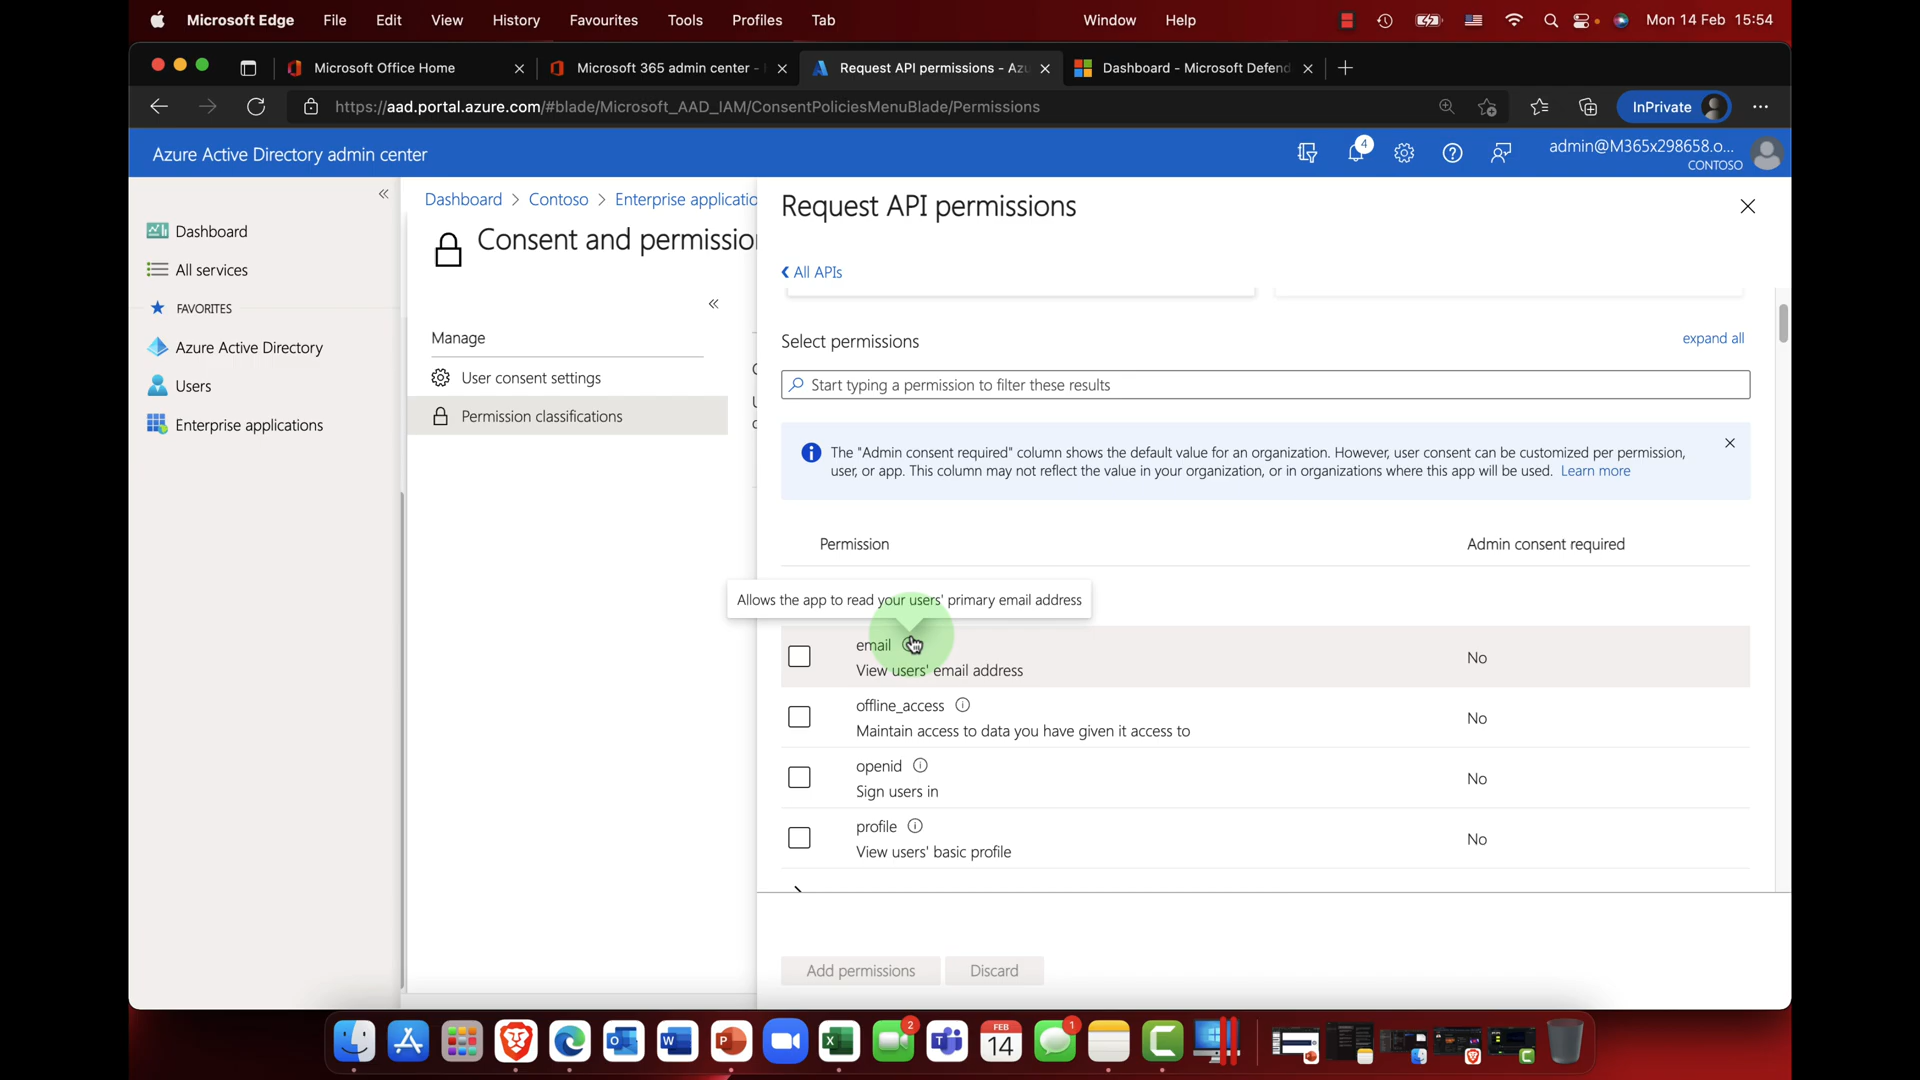 Microsoft Edge File Edit View History Favourites Tools Profiles Tab Window Help Mon 14 Feb 15:54
Microsoft Office Home
Microsoft 365 admin center -
Request API permissions - Az
Dashboard - Microsoft Defend
https://aad.portal.azure.com/#blade/Microsoft_AAD_IAM/ConsentPoliciesMenuBlade/Permissions
InPrivate
Azure Active Directory admin center
4
admin@M365x298658.o...
CONTOSO
Dashboard
All services
FAVORITES
Azure Active Directory
Users
Enterprise applications
Dashboard > Contoso > Enterprise applicatio
Consent and permissio
Manage
User consent settings
Permission classifications
Request API permissions
All APIs
Select permissions
expand all
Start typing a permission to filter these results
The "Admin consent required" column shows the default value for an organization. However, user consent can be customized per permission,
user, or app. This column may not reflect the value in your organization, or in organizations where this app will be used. Learn more
Permission
Admin consent required
Allows the app to read your users' primary email address
email
View users' email address
No
offline_access
Maintain access to data you have given it access to
No
openid
Sign users in
No
profile
View users' basic profile
No
Add permissions
Discard
2
FEB
14
1